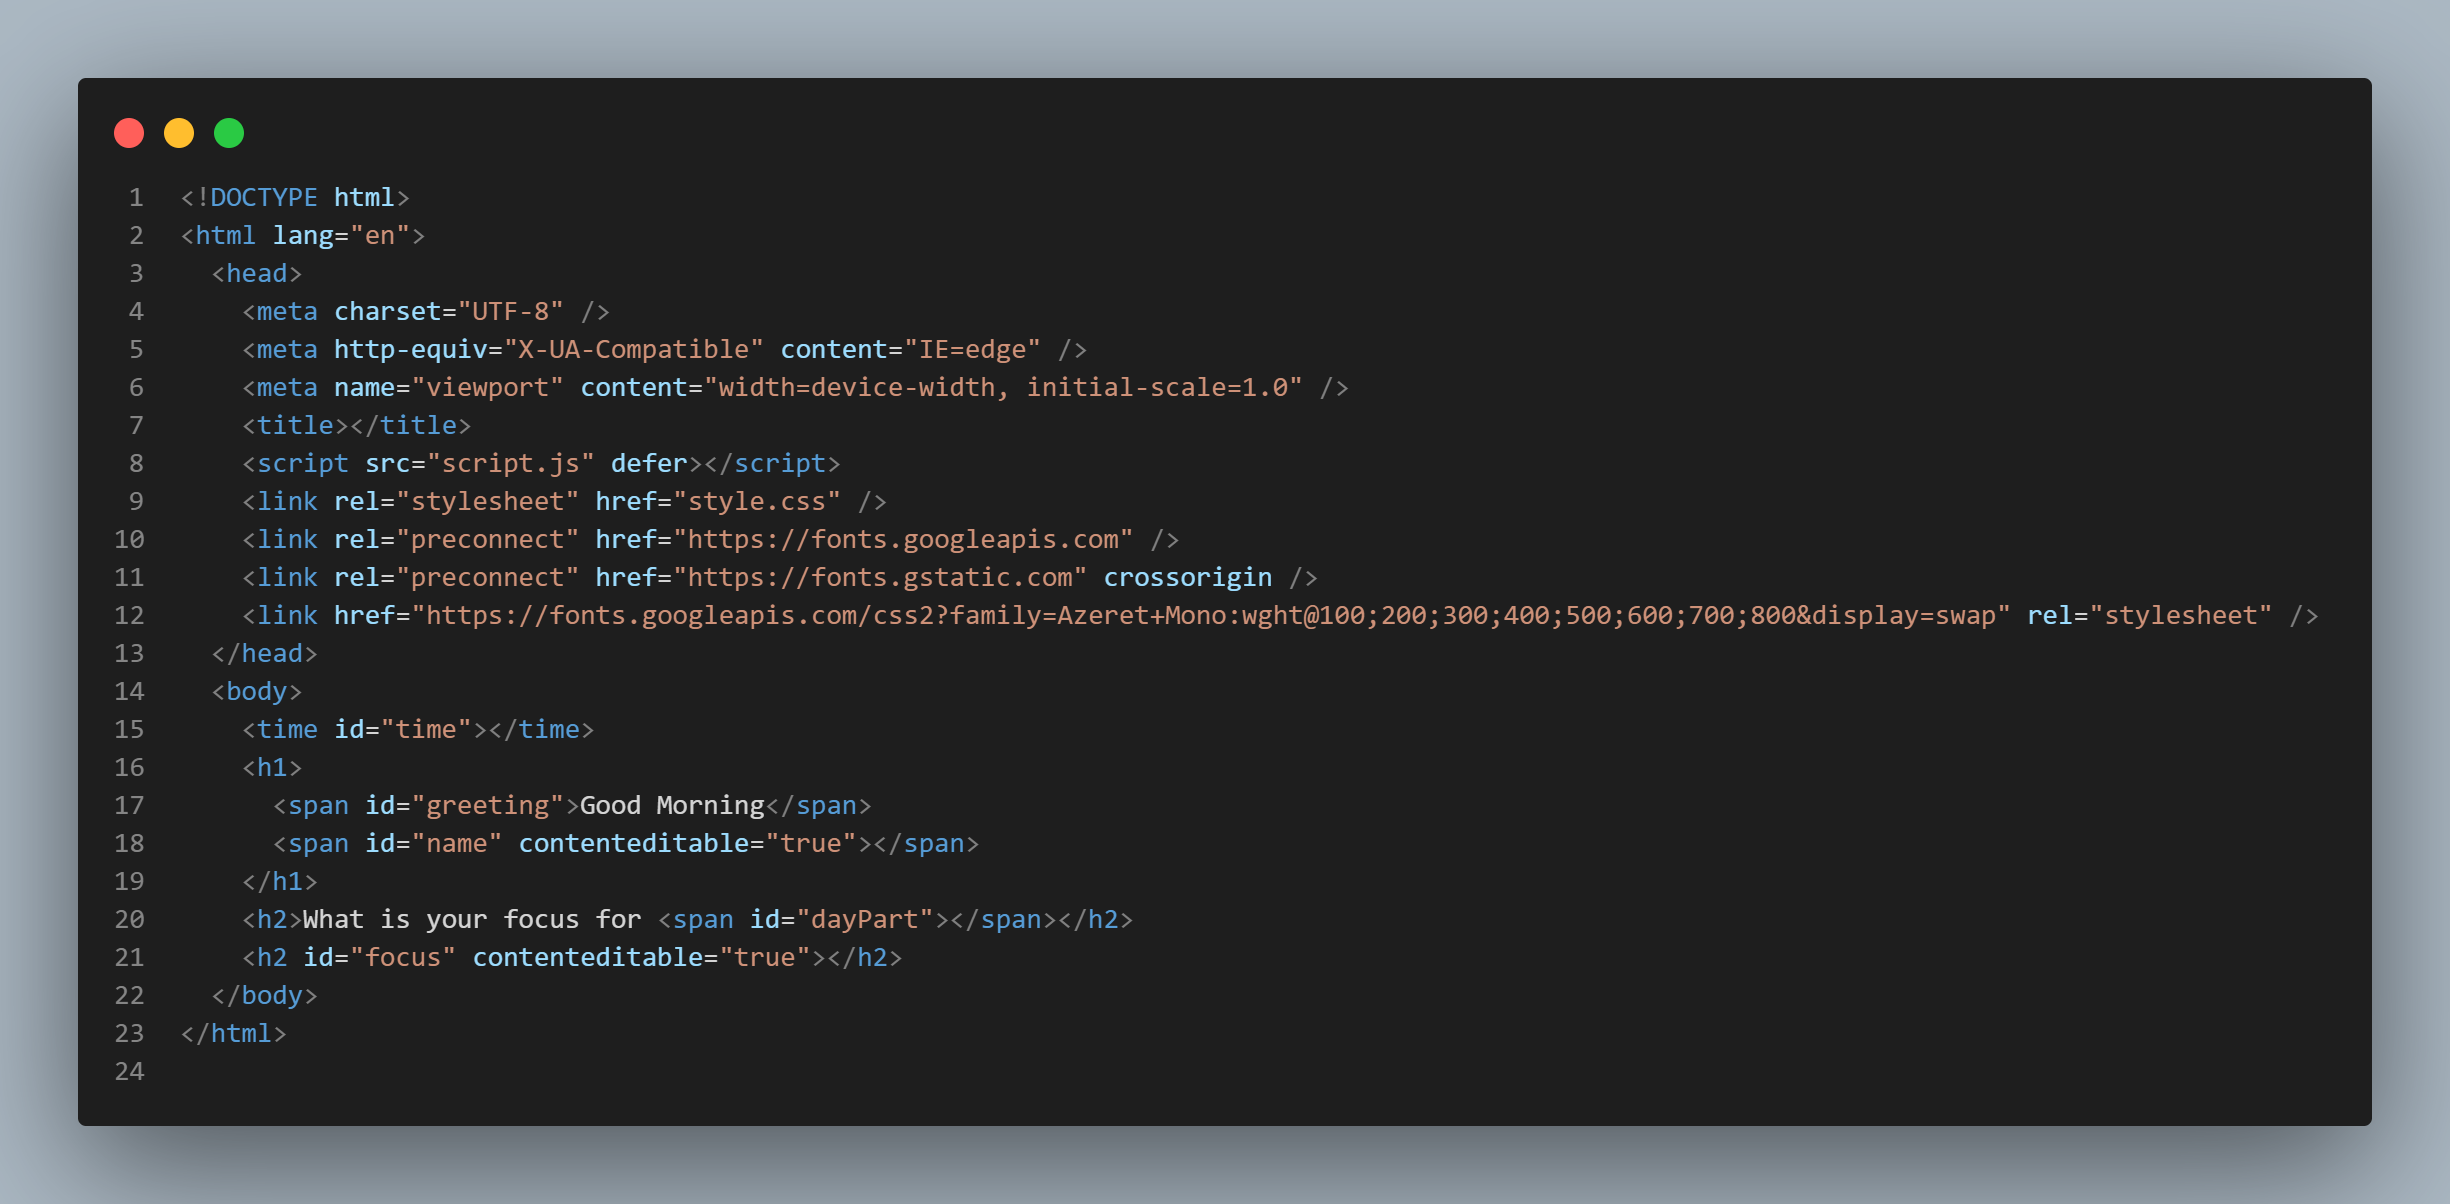 1 <!DOCTYPE html>
2 <html lang="en">
3   <head>
4     <meta charset="UTF-8" />
5     <meta http-equiv="X-UA-Compatible" content="IE=edge" />
6     <meta name="viewport" content="width=device-width, initial-scale=1.0" />
7     <title></title>
8     <script src="script.js" defer></script>
9     <link rel="stylesheet" href="style.css" />
10     <link rel="preconnect" href="https://fonts.googleapis.com" />
11     <link rel="preconnect" href="https://fonts.gstatic.com" crossorigin />
12     <link href="https://fonts.googleapis.com/css2?family=Azeret+Mono:wght@100;200;300;400;500;600;700;800&display=swap" rel="stylesheet" />
13   </head>
14   <body>
15     <time id="time"></time>
16     <h1>
17       <span id="greeting">Good Morning</span>
18       <span id="name" contenteditable="true"></span>
19     </h1>
20     <h2>What is your focus for <span id="dayPart"></span></h2>
21     <h2 id="focus" contenteditable="true"></h2>
22   </body>
23 </html>
24